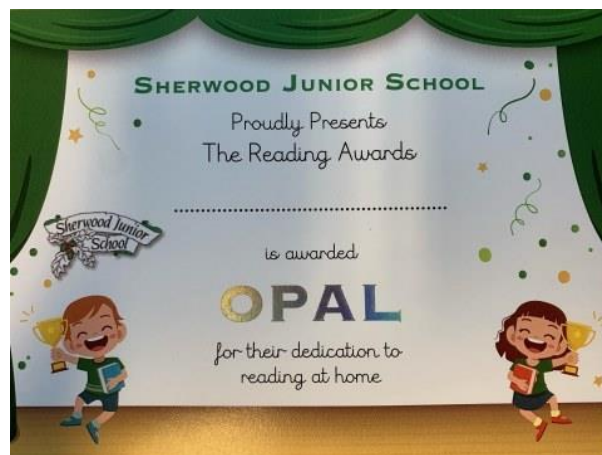 SHERWOOD JUNIOR SCHOOL
Proudly Presents
The Reading Awards
Sherwood Junior
School
is awarded
OPAL
for their dedication to
reading at home